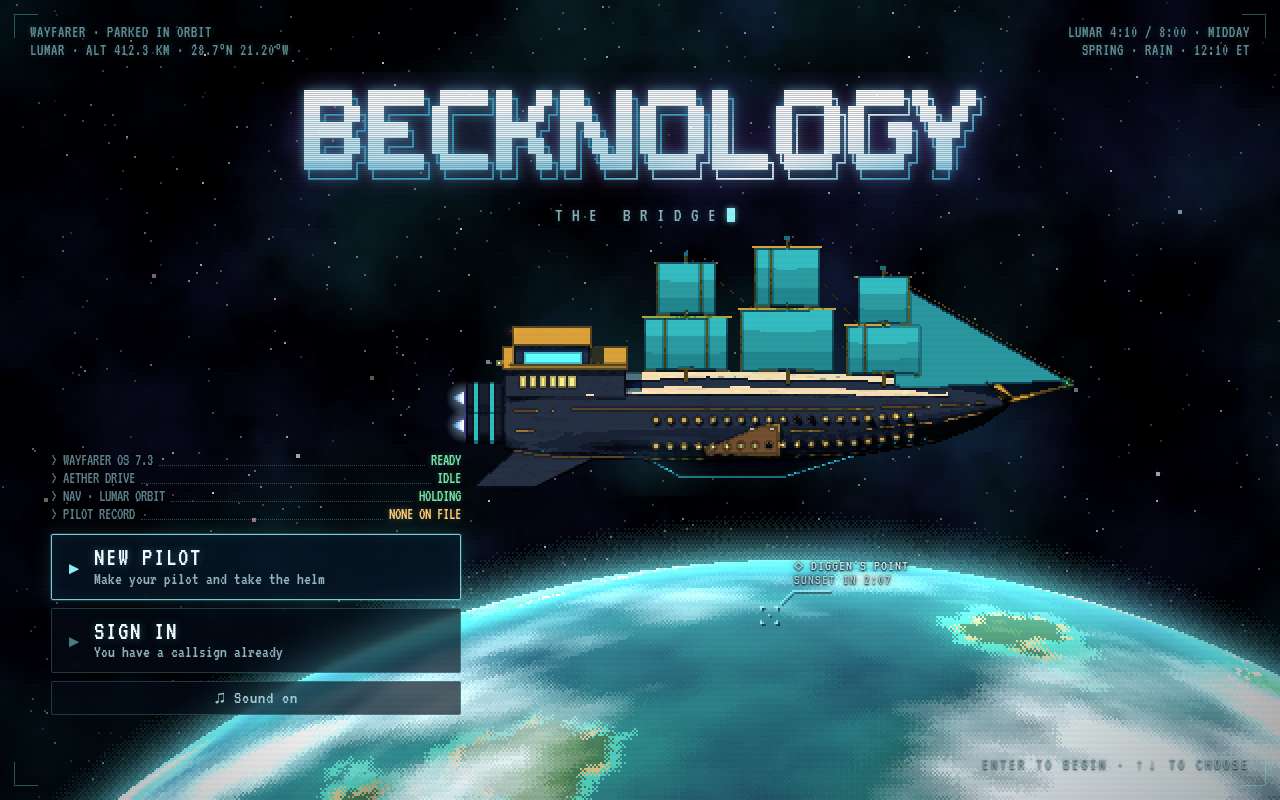 WAYFARER · PARKED IN ORBIT
LUMAR · ALT 412.3 KM · 28.7°N 21.20°W
LUMAR 4:10 / 8:00 · MIDDAY
SPRING · RAIN · 12:10 ET
BECKNOLOGY
THE BRIDGE
> WAYFARER OS 7.3 READY
> AETHER DRIVE IDLE
> NAV · LUMAR ORBIT HOLDING
> PILOT RECORD NONE ON FILE
▶ NEW PILOT
Make your pilot and take the helm
▶ SIGN IN
You have a callsign already
♫ Sound on
◇ DIGGEN'S POINT
SUNSET IN 2:07
ENTER TO BEGIN · ↑↓ TO CHOOSE